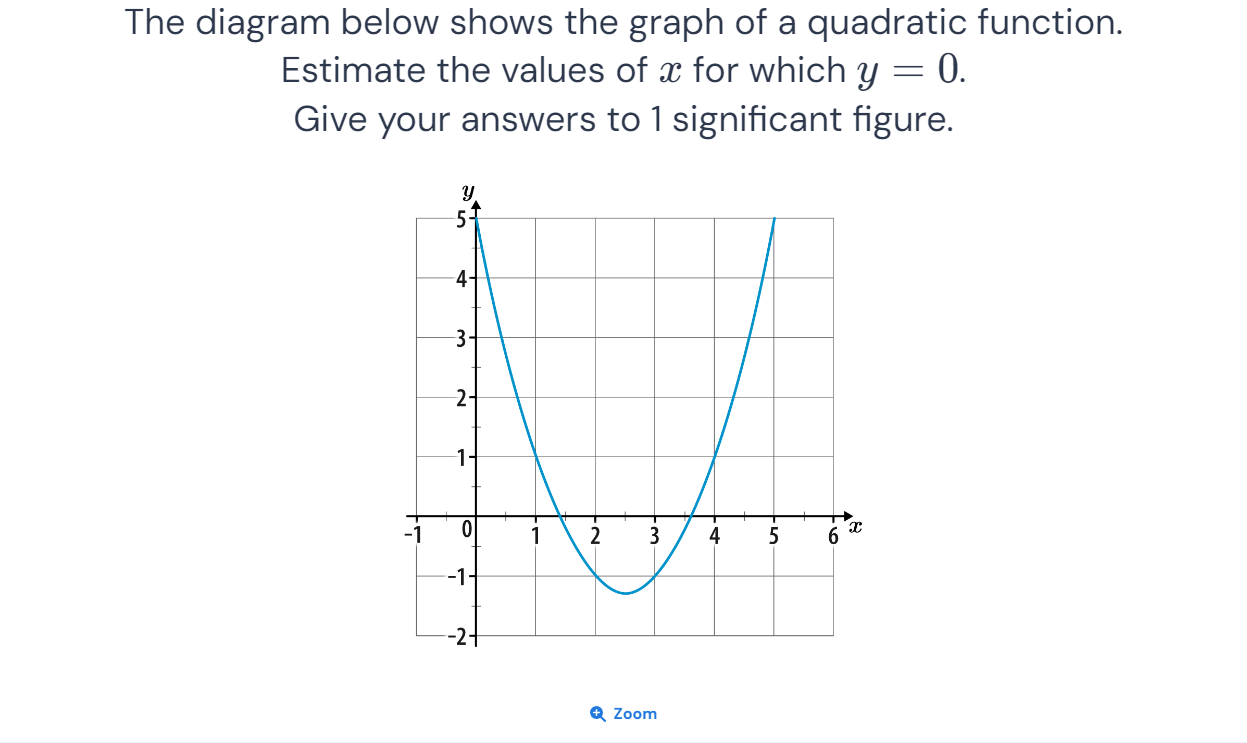 The diagram below shows the graph of a quadratic function.
Estimate the values of x for which y = 0.
Give your answers to 1 significant figure.
y
5
4
3
2
1
-1 0 1 2 3 4 5 6 x
-1
-2
Zoom